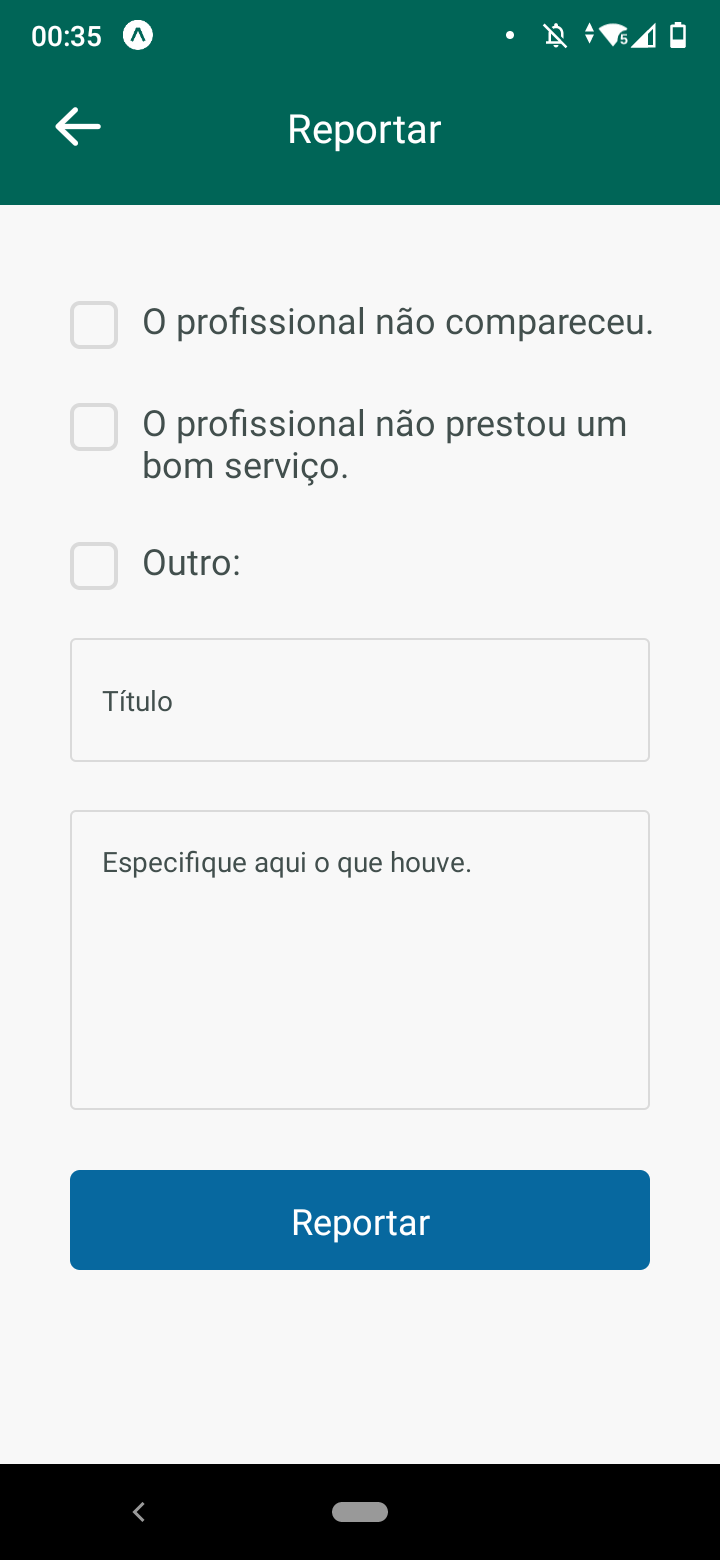 00:35
Reportar
O profissional não compareceu.
O profissional não prestou um
bom serviço.
Outro:
Título
Especifique aqui o que houve.
Reportar